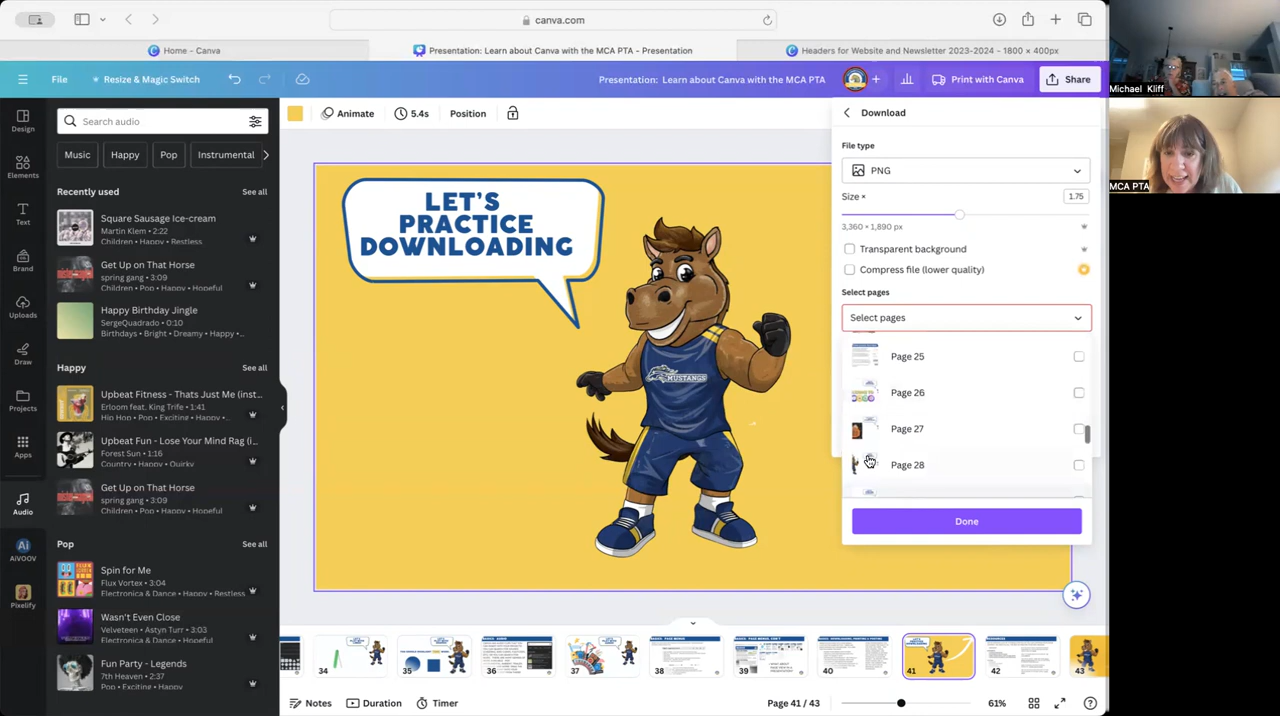 canva.com
Home - Canva
Presentation: Learn about Canva with the MCA PTA - Presentation
Headers for Website and Newsletter 2023-2024 - 1800 × 400px
File
Resize & Magic Switch
Presentation: Learn about Canva with the MCA PTA
Print with Canva
Share
Design
Elements
Text
Brand
Uploads
Draw
Projects
Apps
Audio
AiVOOV
Pixelify
Search audio
Music
Happy
Pop
Instrumental
Recently used
See all
Square Sausage Ice-cream
Martin Klem • 2:22
Children • Happy • Restless
Get Up on That Horse
spring gang • 3:09
Children • Pop • Happy • Hopeful
Happy Birthday Jingle
SergeQuadrado • 0:10
Birthdays • Bright • Dreamy • Happy •
Happy
See all
Upbeat Fitness - Thats Just Me (inst...
Erloom feat. King Trife • 1:41
Hip Hop • Pop • Exciting • Happy •
Upbeat Fun - Lose Your Mind Rag (i...
Forest Sun • 1:16
Country • Happy • Quirky
Get Up on That Horse
spring gang • 3:09
Children • Pop • Happy • Hopeful
Pop
See all
Spin for Me
Flux Vortex • 3:04
Electronica & Dance • Happy • Restless
Wasn't Even Close
Velveteen • Astyn Turr • 3:03
Electronica & Dance • Hopeful
Fun Party - Legends
7th Heaven • 2:27
Pop • Exciting • Happy
Animate
5.4s
Position
LET'S
PRACTICE
DOWNLOADING
MUSTANGS
Download
File type
PNG
Size ×
1.75
3,360 × 1,890 px
Transparent background
Compress file (lower quality)
Select pages
Select pages
Page 25
Page 26
Page 27
Page 28
Done
34
35
36
37
38
39
40
41
42
43
Notes
Duration
Timer
Page 41 / 43
61%
Michael Kliff
MCA PTA